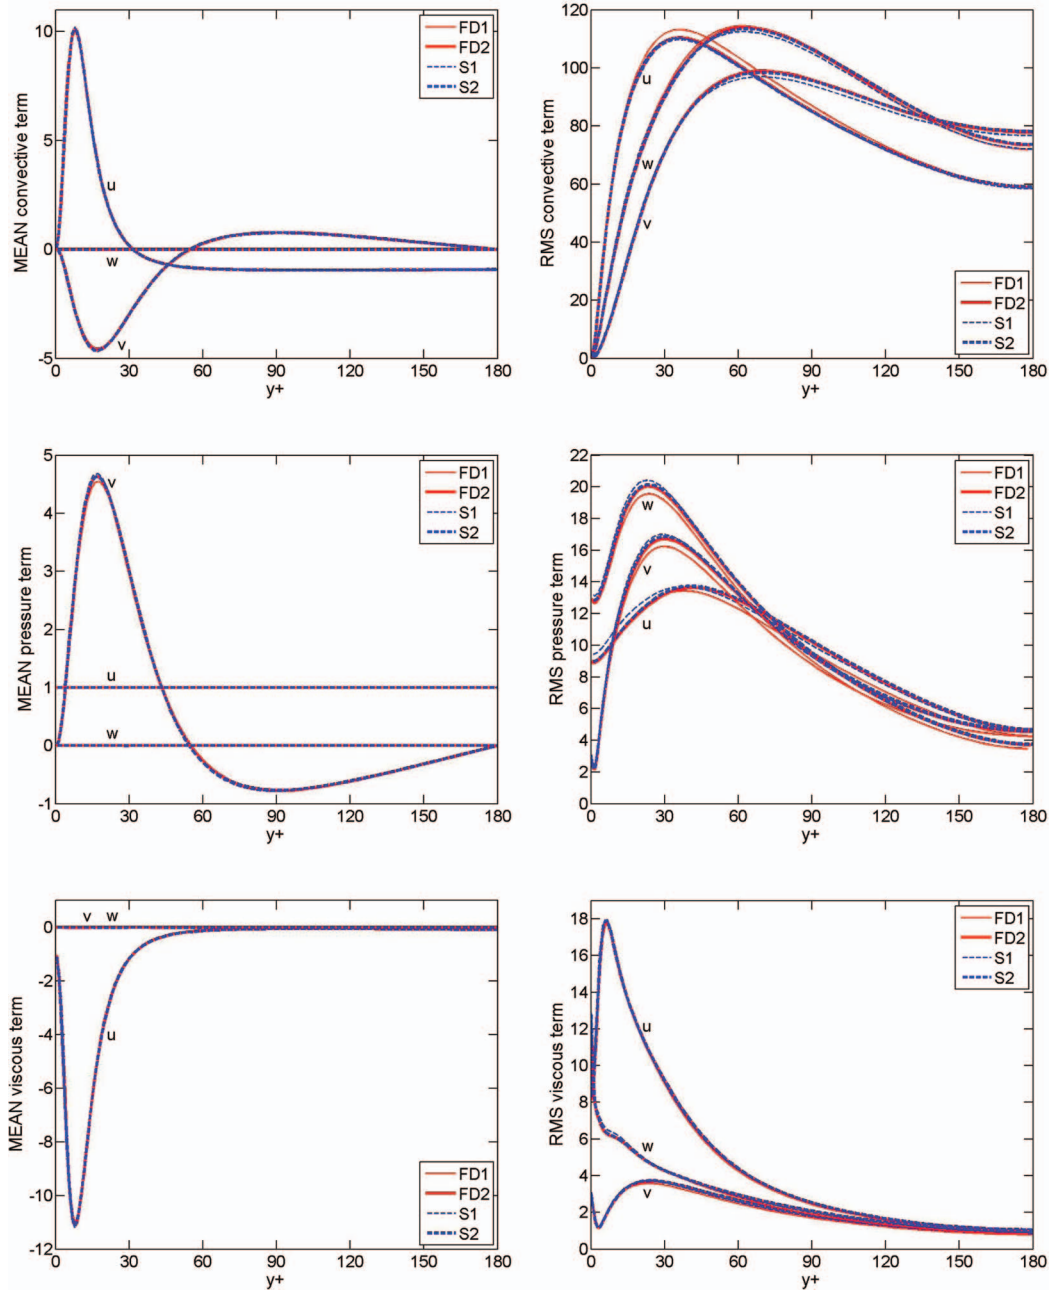 MEAN convective term
10
5
0
-5
0 30 60 90 120 150 180
y+
u
w
v
FD1
FD2
S1
S2
RMS convective term
120
100
80
60
40
20
0
0 30 60 90 120 150 180
y+
u
w
v
FD1
FD2
S1
S2
MEAN pressure term
5
4
3
2
1
0
-1
0 30 60 90 120 150 180
y+
v
u
w
FD1
FD2
S1
S2
RMS pressure term
22
20
18
16
14
12
10
8
6
4
2
0
0 30 60 90 120 150 180
y+
w
v
u
FD1
FD2
S1
S2
MEAN viscous term
0
-2
-4
-6
-8
-10
-12
0 30 60 90 120 150 180
y+
v w
u
FD1
FD2
S1
S2
RMS viscous term
18
16
14
12
10
8
6
4
2
0
0 30 60 90 120 150 180
y+
u
w
v
FD1
FD2
S1
S2